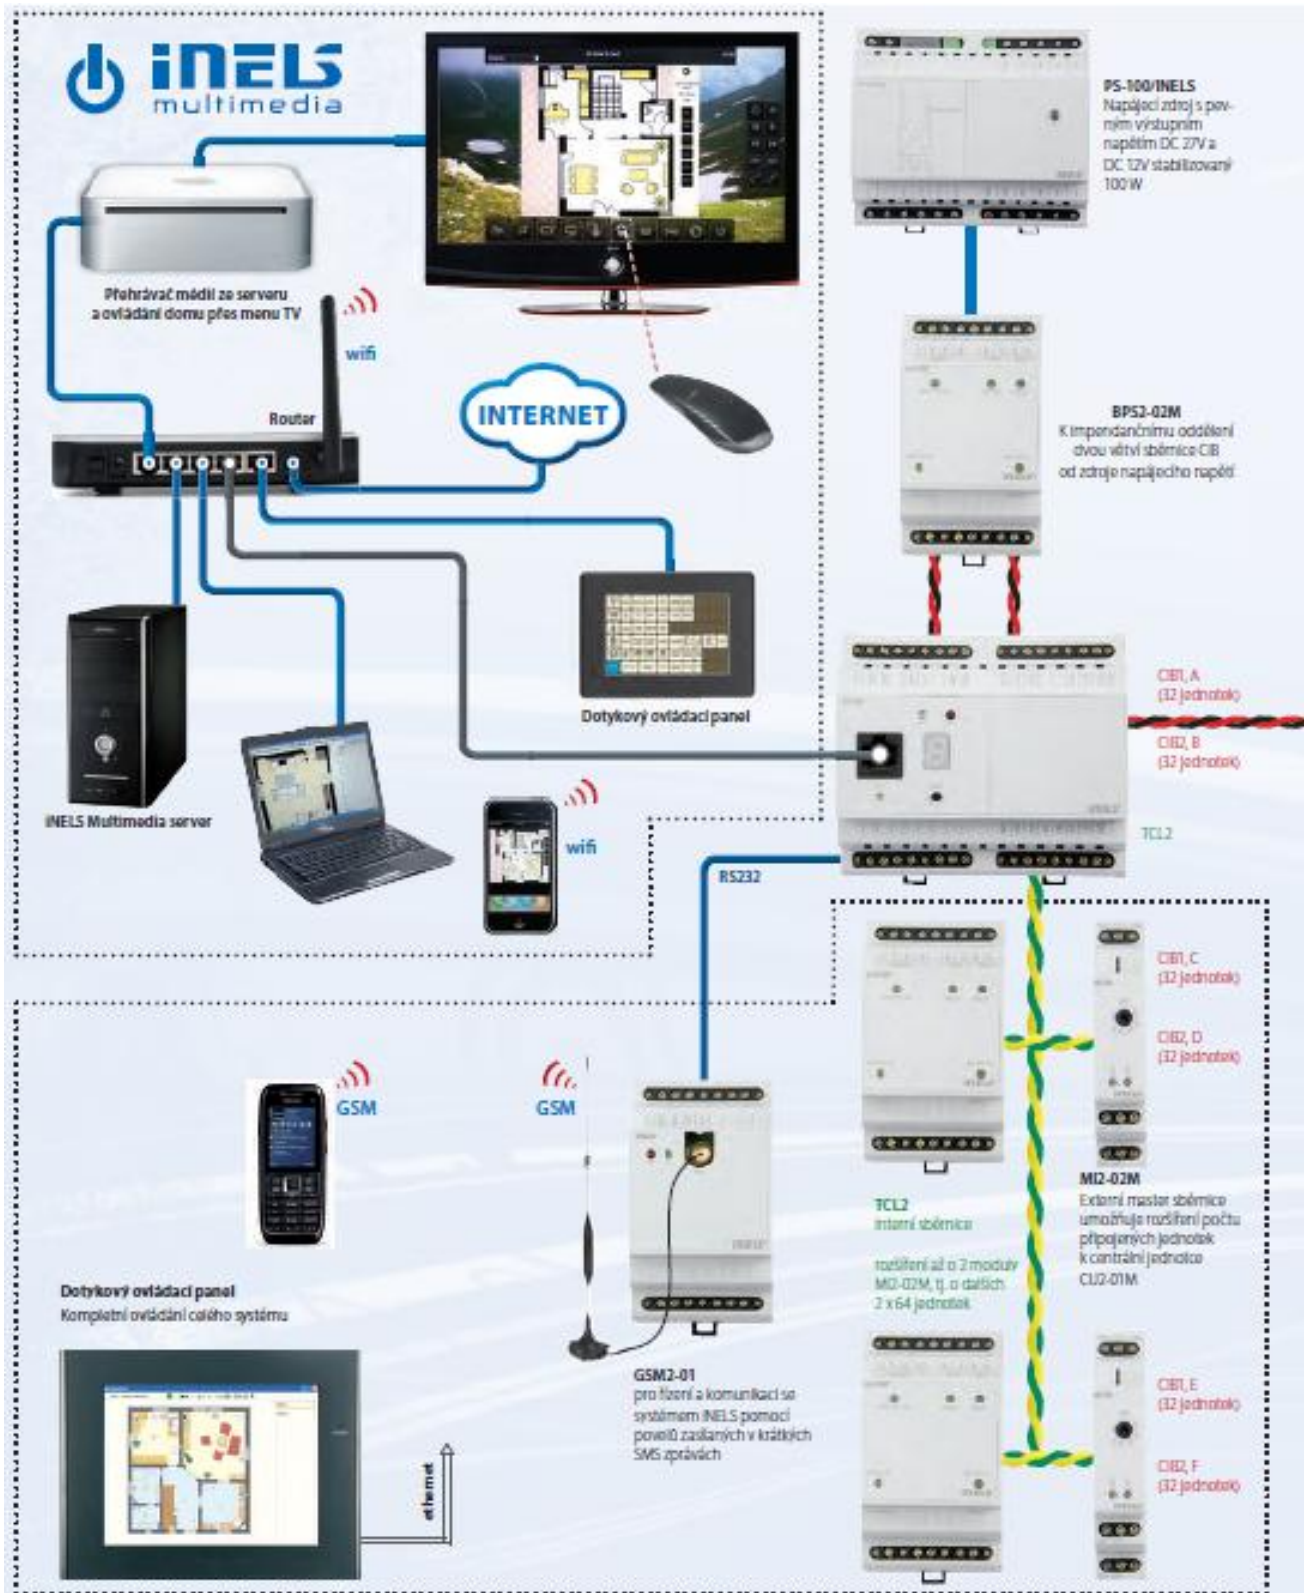 iNELS
multimedia
PS-100/iNELS
Napájecí zdroj s pev-
ným výstupním
napětím DC 27V a
DC 12V stabilizovaný
100 W
Přehrávač médií ze serveru
a ovládání domu přes menu TV
wifi
Router
INTERNET
BPS2-02M
K impendančnímu oddělení
dvou větví sběrnice CIB
od zdroje napájecího napětí
Dotykový ovládací panel
CIB1, A
(32 jednotek)
CIB2, B
(32 jednotek)
iNELS Multimedia server
wifi
TCL2
RS232
CIB1, C
(32 jednotek)
CIB2, D
(32 jednotek)
GSM
GSM
MI2-02M
Externí master sběrnice
umožňuje rozšíření počtu
připojených jednotek
k centrální jednotce
CU2-01M
TCL2
interní sběrnice
rozšíření až o 2 moduly
MI2-02M, tj. o dalších
2 x 64 jednotek
Dotykový ovládací panel
Kompletní ovládání celého systému
GSM2-01
pro řízení a komunikaci se
systémem iNELS pomocí
povelů zasílaných v krátkých
SMS zprávách
CIB1, E
(32 jednotek)
CIB2, F
(32 jednotek)
ethernet